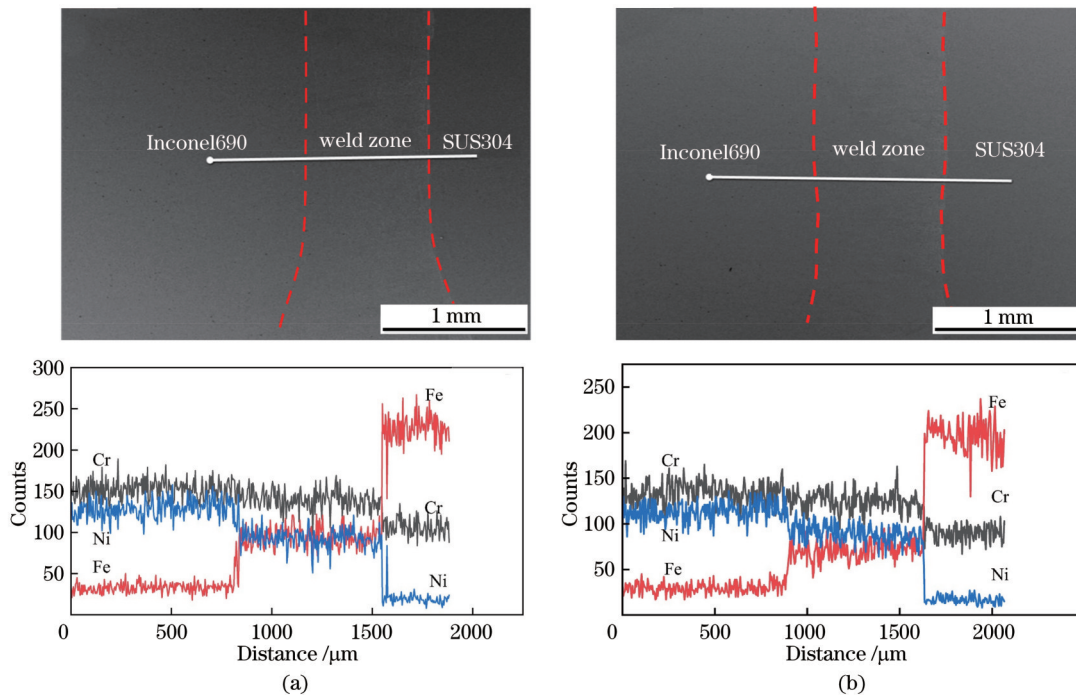 Inconel690 weld zone SUS304
1 mm
300
250
200
150
100
50
Counts
Fe
Cr
Cr
Ni
Fe
Ni
0 500 1000 1500 2000
Distance /μm
(a)
Inconel690 weld zone SUS304
1 mm
250
200
150
100
50
Counts
Fe
Cr
Cr
Ni
Fe
Ni
0 500 1000 1500 2000
Distance /μm
(b)